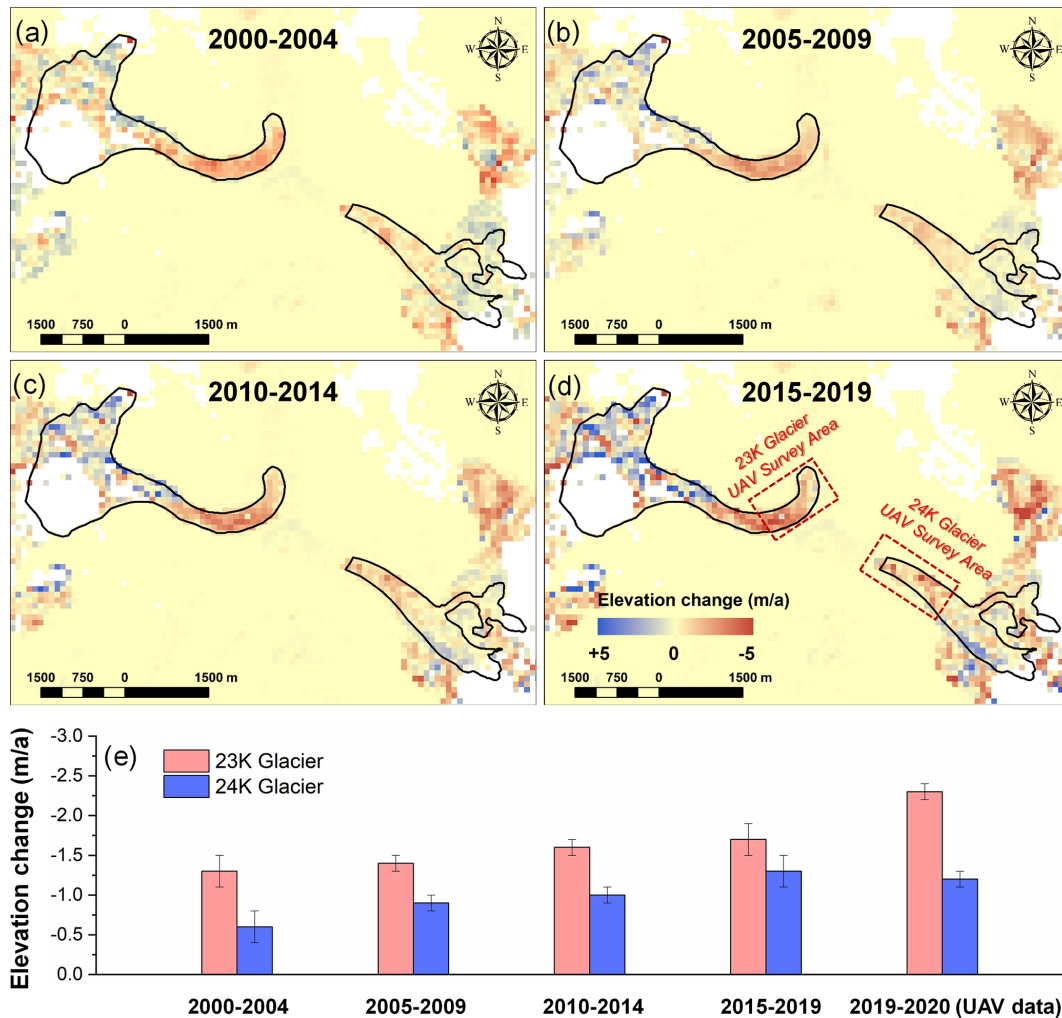 (a)
2000-2004
N
W E
S
1500 750 0 1500 m
(b)
2005-2009
N
W E
S
1500 750 0 1500 m
(c)
2010-2014
N
W E
S
1500 750 0 1500 m
(d)
2015-2019
N
W E
S
23K Glacier
UAV Survey Area
24K Glacier
UAV Survey Area
Elevation change (m/a)
+5 0 -5
1500 750 0 1500 m
(e)
23K Glacier
24K Glacier
Elevation change (m/a)
-3.0
-2.5
-2.0
-1.5
-1.0
-0.5
0.0
2000-2004 2005-2009 2010-2014 2015-2019 2019-2020 (UAV data)